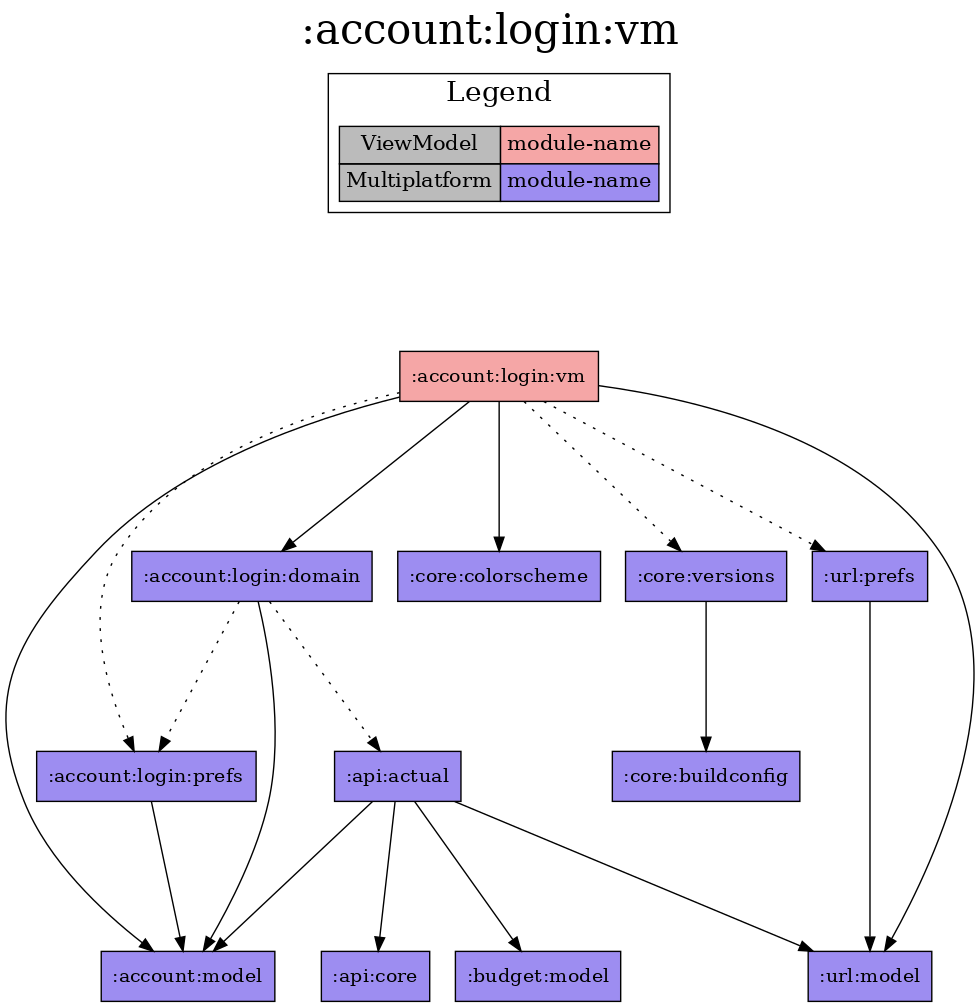 :account:login:vm
Legend
ViewModel module-name
Multiplatform module-name
:account:login:vm
:account:login:domain :core:colorscheme :core:versions :url:prefs
:account:login:prefs :api:actual :core:buildconfig
:account:model :api:core :budget:model :url:model